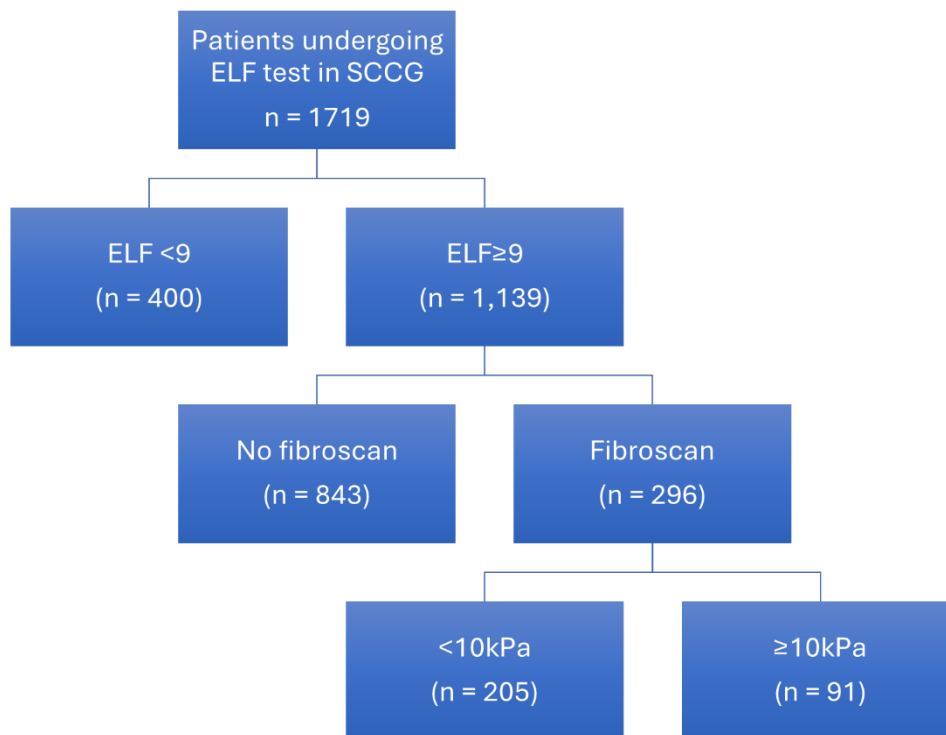 Patients undergoing
ELF test in SCCG
n = 1719
ELF <9
(n = 400)
ELF≥9
(n = 1,139)
No fibroscan
(n = 843)
Fibroscan
(n = 296)
<10kPa
(n = 205)
≥10kPa
(n = 91)